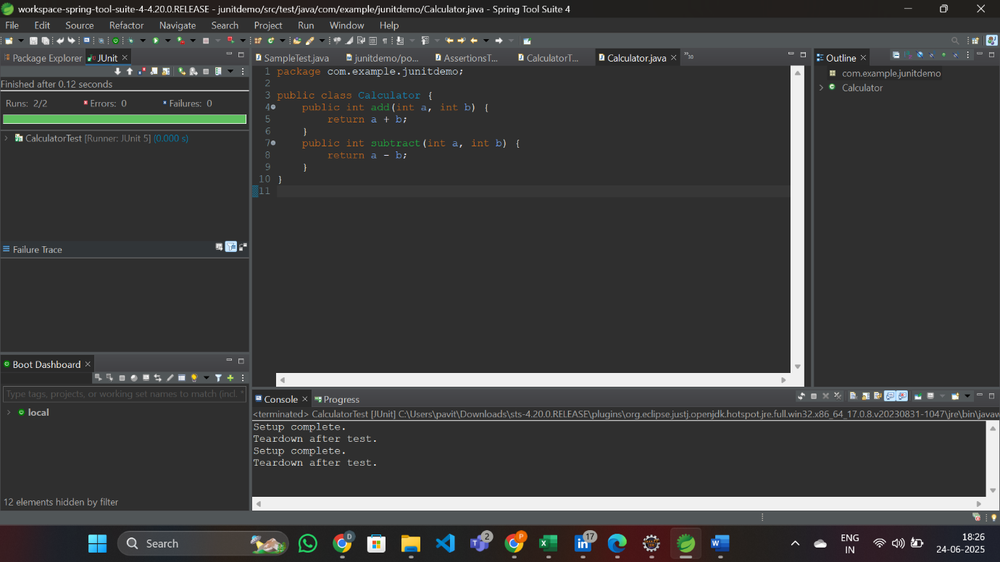 workspace-spring-tool-suite-4-4.20.0.RELEASE - junitdemo/src/test/java/com/example/junitdemo/Calculator.java - Spring Tool Suite 4
File Edit Source Refactor Navigate Search Project Run Window Help
Package Explorer JUnit
Finished after 0.12 seconds
Runs: 2/2 Errors: 0 Failures: 0
CalculatorTest [Runner: JUnit 5] (0.000 s)
Failure Trace
Boot Dashboard
Type tags, projects, or working set names to match (incl. *
local
12 elements hidden by filter
SampleTest.java junitdemo/po... AssertionsT... CalculatorT... Calculator.java 30
1 package com.example.junitdemo;
2
3 public class Calculator {
4 public int add(int a, int b) {
5 return a + b;
6 }
7 public int subtract(int a, int b) {
8 return a - b;
9 }
10 }
11
Outline
com.example.junitdemo
Calculator
Console Progress
<terminated> CalculatorTest [JUnit] C:\Users\pavit\Downloads\sts-4.20.0.RELEASE\plugins\org.eclipse.justj.openjdk.hotspot.jre.full.win32.x86_64_17.0.8.v20230831-1047\jre\bin\javaw
Setup complete.
Teardown after test.
Setup complete.
Teardown after test.
Search
D
2
P
17
ENG
IN
18:26
24-06-2025